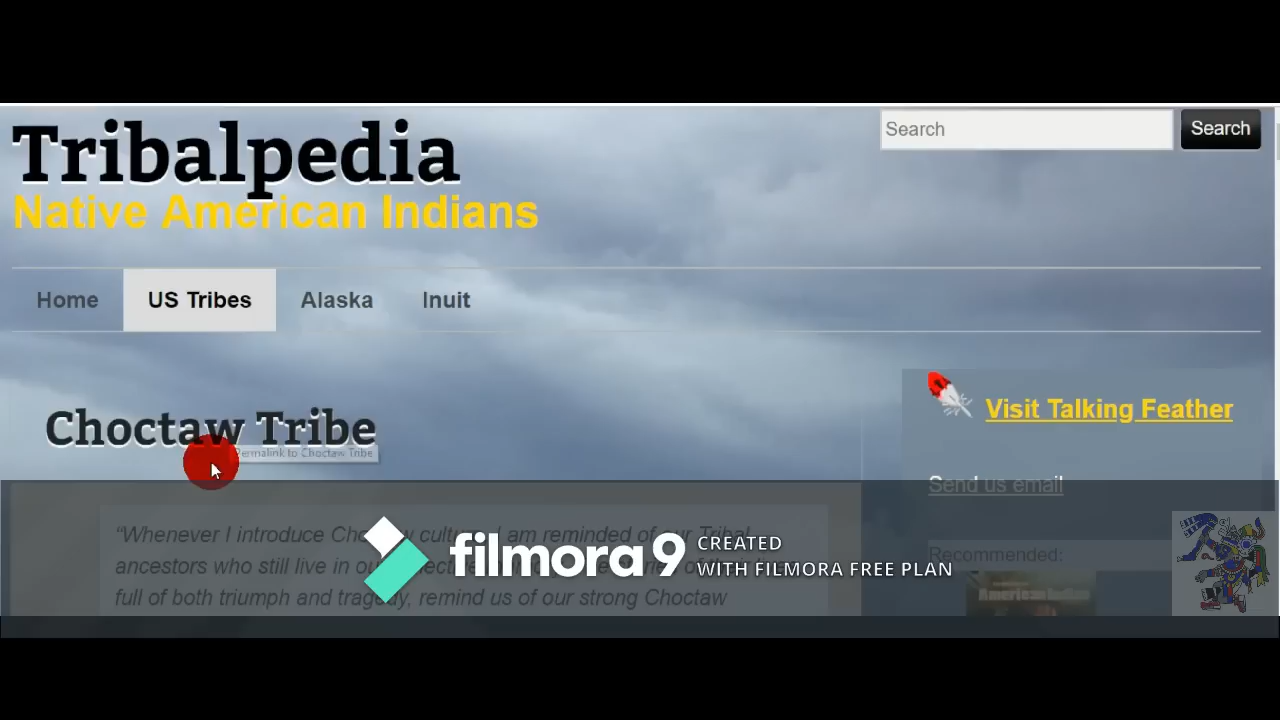 Tribalpedia
Search
Search
Native American Indians
Home
US Tribes
Alaska
Inuit
Choctaw Tribe
Permalink to Choctaw Tribe
Visit Talking Feather
Send us email
Recommended:
American Indian
"Whenever I introduce culture, I am reminded of our Tribal
ancestors who still live in
full of both triumph and tragedy, remind us of our strong Choctaw
filmora9
CREATED
WITH FILMORA FREE PLAN